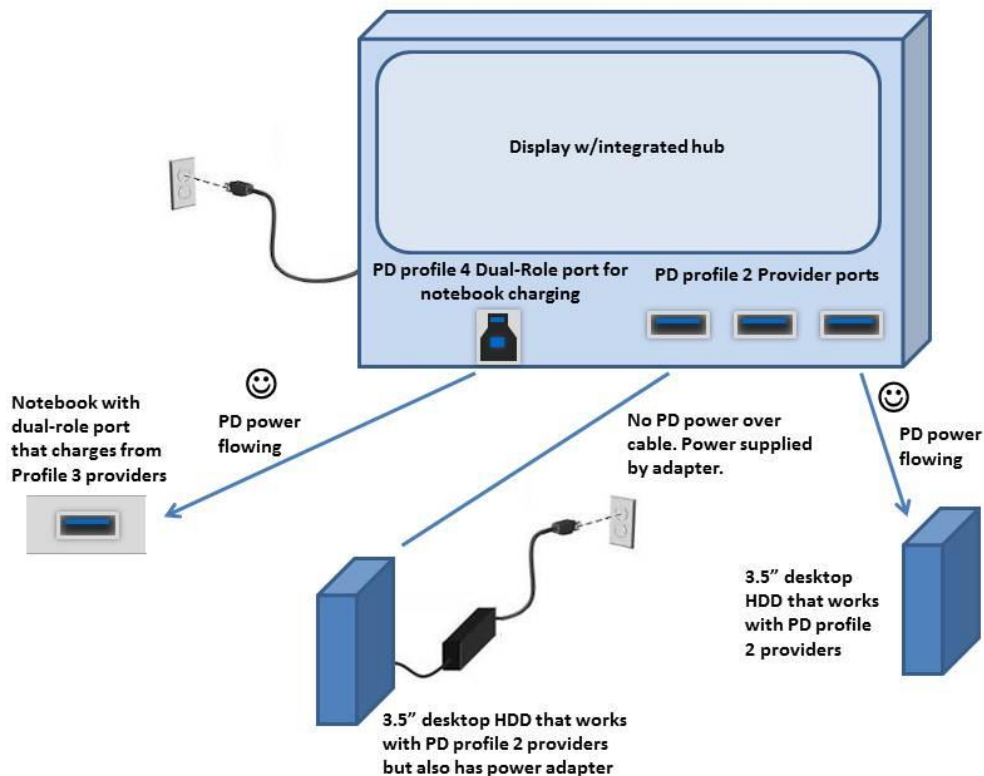 Display w/integrated hub
PD profile 4 Dual-Role port for
notebook charging
PD profile 2 Provider ports
Notebook with
dual-role port
that charges from
Profile 3 providers
PD power
flowing
No PD power over
cable. Power supplied
by adapter.
PD power
flowing
3.5” desktop
HDD that works
with PD profile
2 providers
3.5” desktop HDD that works
with PD profile 2 providers
but also has power adapter